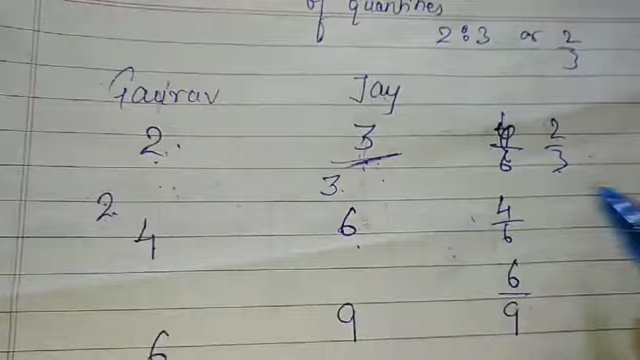 of quantities
2:3 or 2/3
Gaurav Jay
2 3 2/3
2 3
4 6 4/6
9 6/9
6